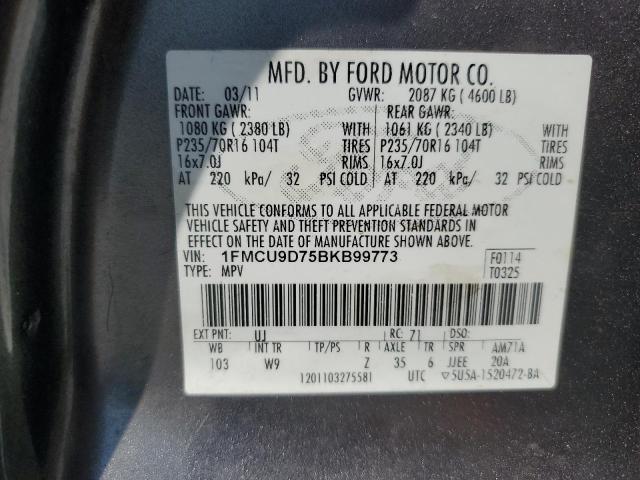 MFD. BY FORD MOTOR CO.
DATE: 03/11 GVWR: 2087 KG ( 4600 LB)
FRONT GAWR: REAR GAWR:
1080 KG ( 2380 LB) WITH 1061 KG ( 2340 LB) WITH
P235/70R16 104T TIRES P235/70R16 104T TIRES
16x7.0J RIMS 16x7.0J RIMS
AT 220 kPa/ 32 PSI COLD AT 220 kPa/ 32 PSI COLD
THIS VEHICLE CONFORMS TO ALL APPLICABLE FEDERAL MOTOR
VEHICLE SAFETY AND THEFT PREVENTION STANDARDS IN
EFFECT ON THE DATE OF MANUFACTURE SHOWN ABOVE.
VIN: 1FMCU9D75BKB99773 F0114
TYPE: MPV T0325
EXT PNT: UJ RC: 71 DSO:
WB INT TR TP/PS R AXLE TR SPR AM71A
103 W9 Z 35 6 JJEE 20A
1201103275581 UTC ▽5U5A-1520472-BA